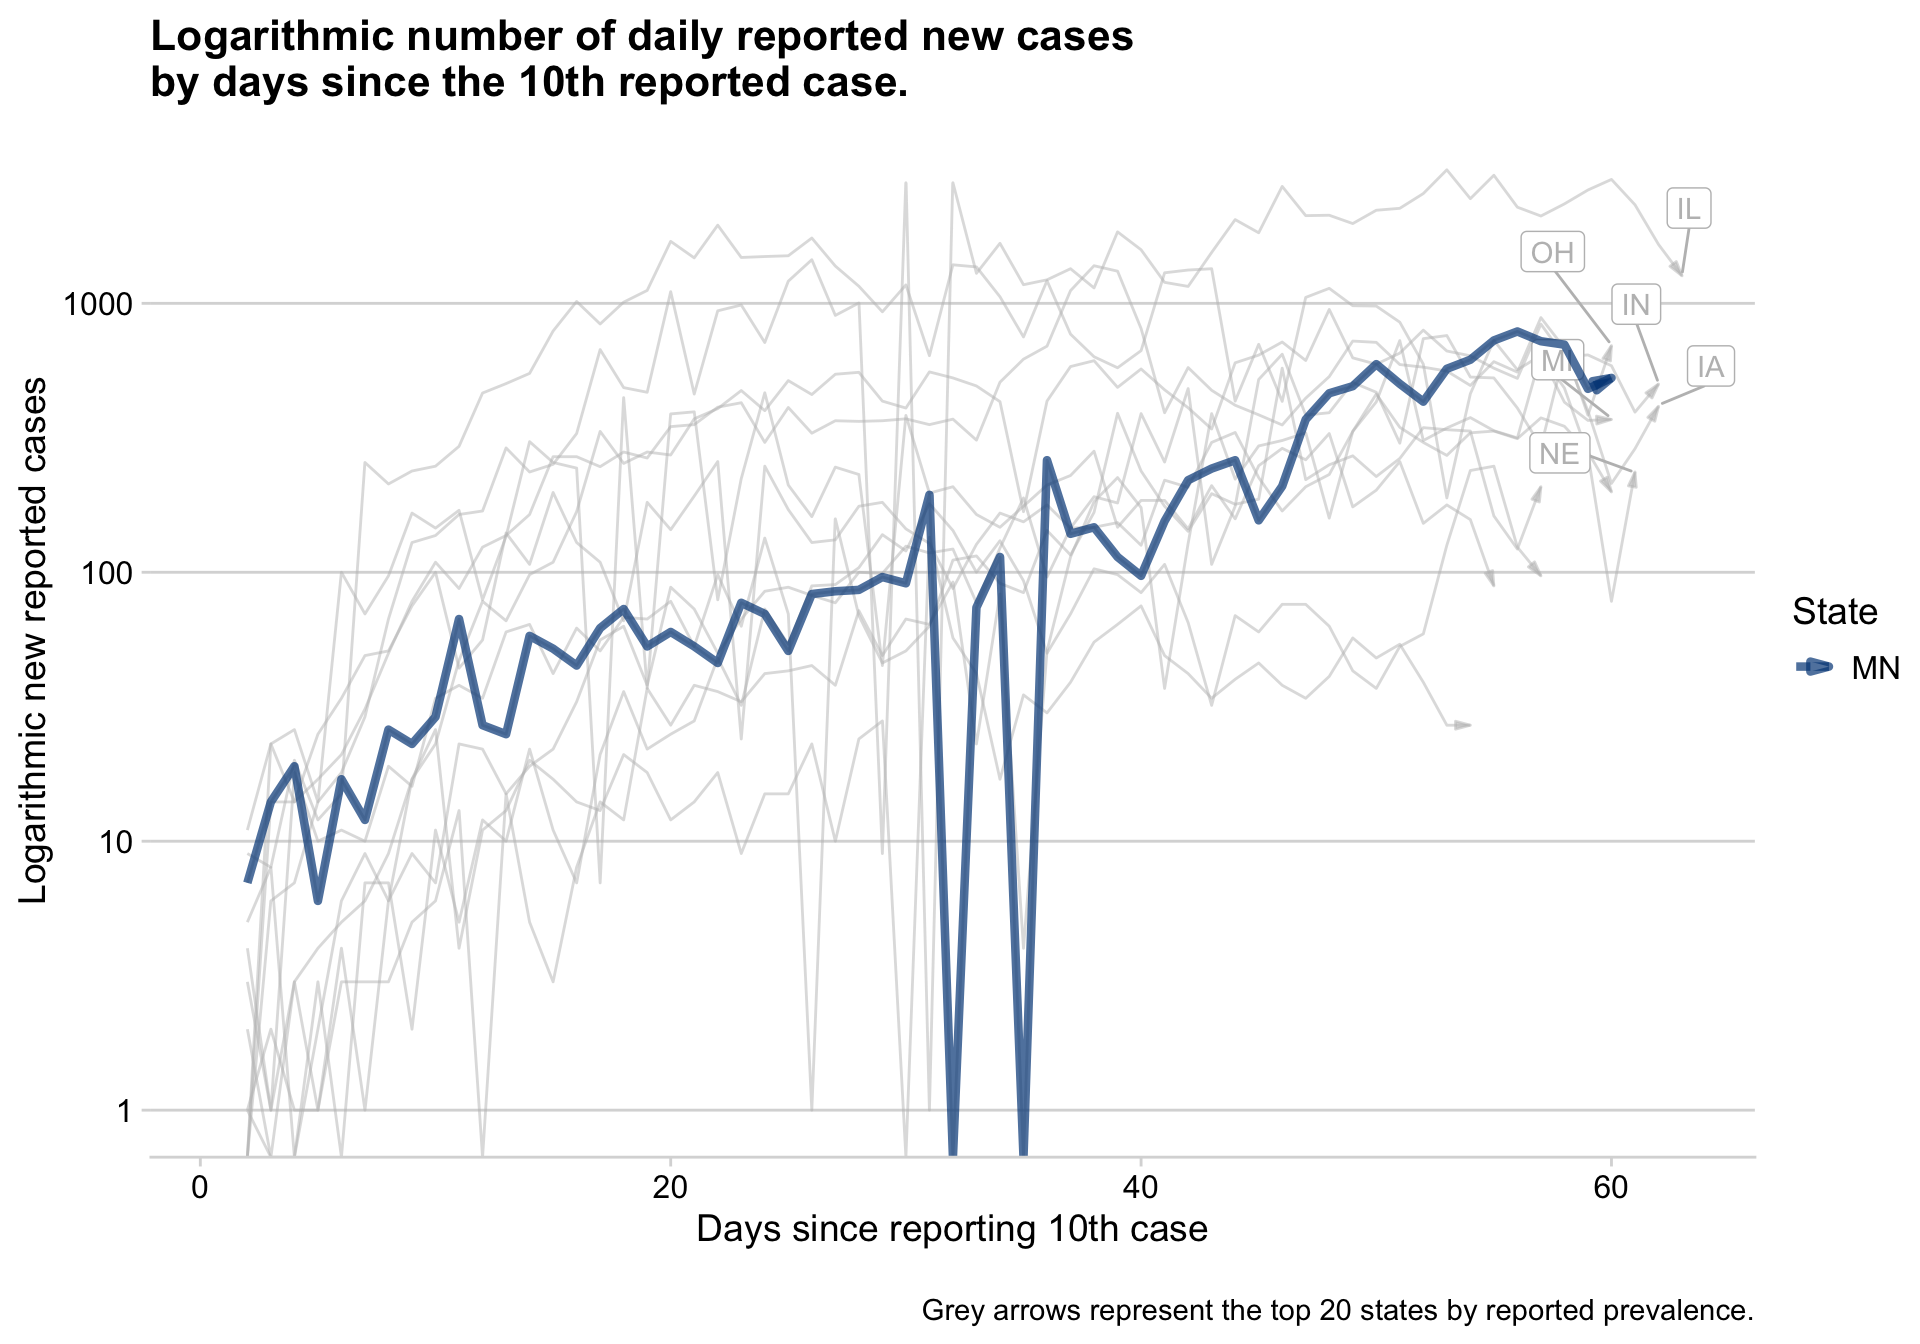 Logarithmic number of daily reported new cases
by days since the 10th reported case.
Logarithmic new reported cases
1000
100
10
1
IL
OH
IN
IA
NE
State
MN
0
20
40
60
Days since reporting 10th case
Grey arrows represent the top 20 states by reported prevalence.